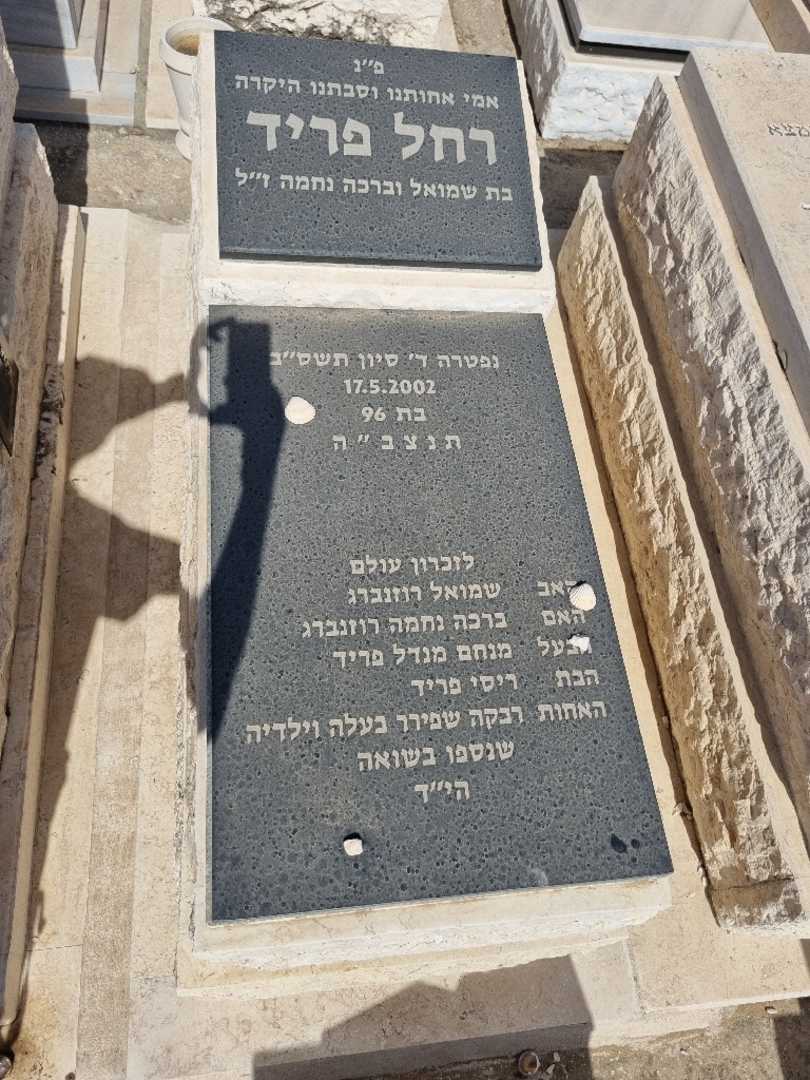 פ״נ
אמי אחותנו וסבתנו היקרה
רחל פריד
בת שמואל וברכה נחמה ז״ל
נפטרה ד׳ סיון תשס״ב
17.5.2002
בת 96
ת נ צ ב ״ ה
לזכרון עולם
האב שמואל רוזנברג
האם ברכה נחמה רוזנברג
הבעל מנחם מנדל פריד
הבת ריסי פריד
האחות רבקה שפירך בעלה וילדיה
שנספו בשואה
הי״ד